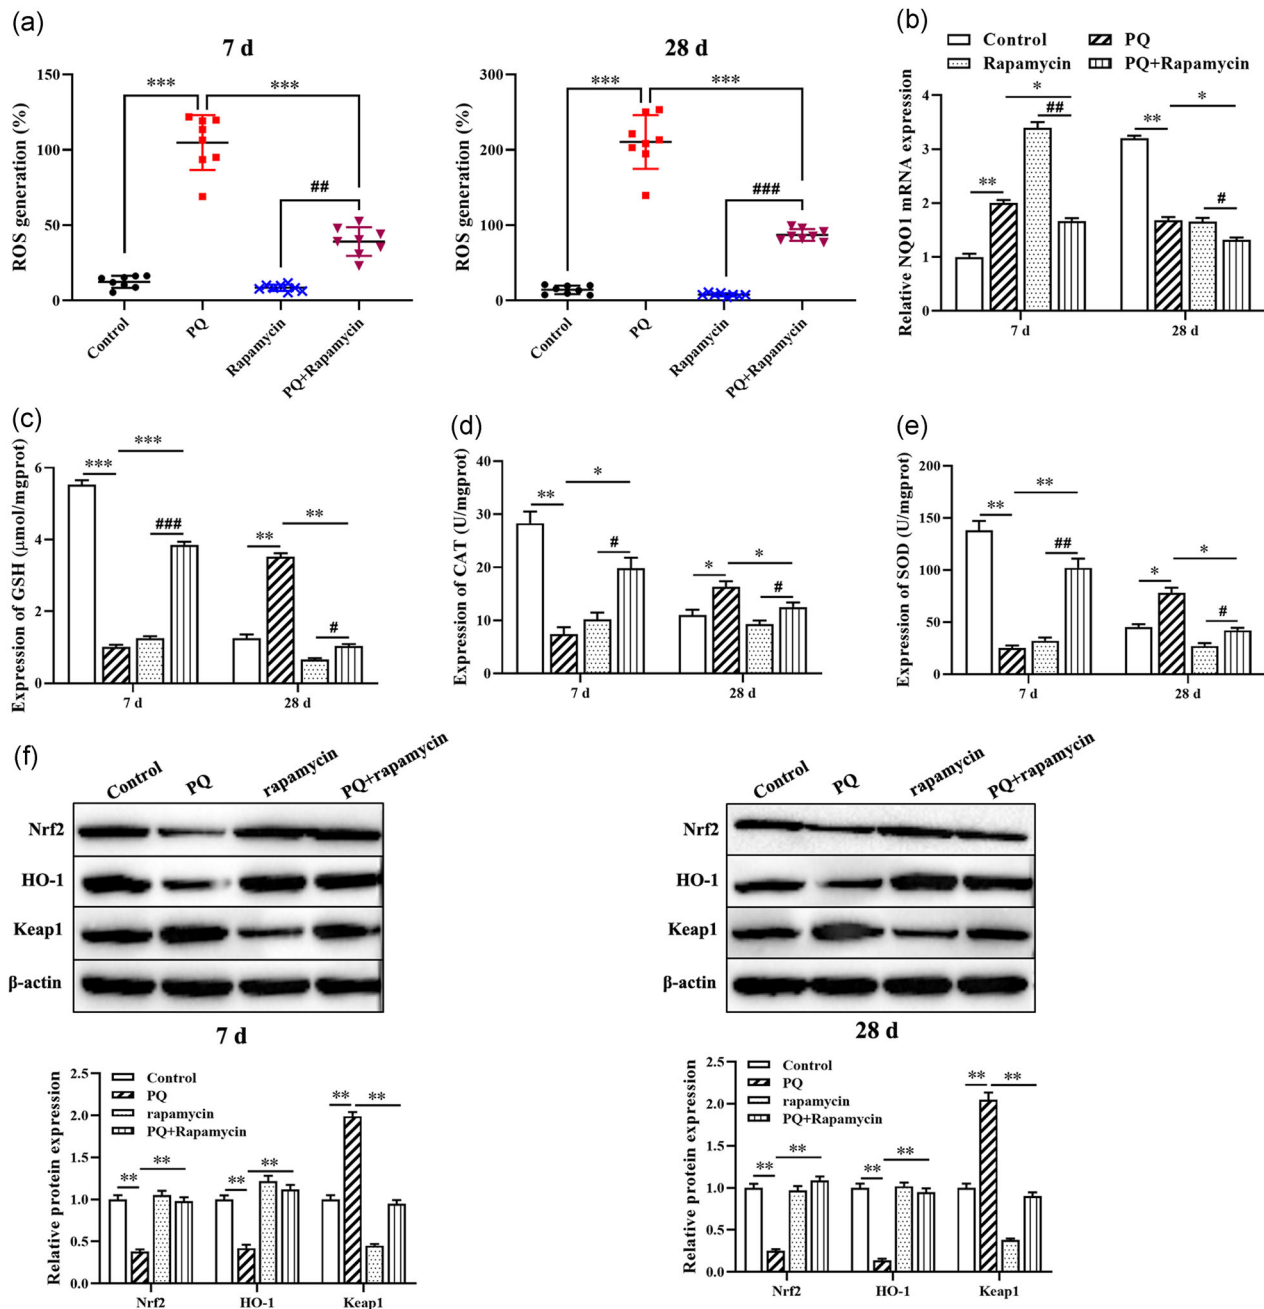 (a)
7 d
ROS generation (%)
150
100
50
0
***
***
##
Control
PQ
Rapamycin
PQ+Rapamycin
28 d
ROS generation (%)
300
200
100
0
***
***
###
Control
PQ
Rapamycin
PQ+Rapamycin
(b)
Control
PQ
Rapamycin
PQ+Rapamycin
Relative NQO1 mRNA expression
4
3
2
1
0
**
*
##
**
*
#
7 d
28 d
(c)
Expression of GSH (μmol/mgprot)
6
4
2
0
***
***
###
**
**
#
7 d
28 d
(d)
Expression of CAT (U/mgprot)
40
30
20
10
0
**
*
#
*
*
#
7 d
28 d
(e)
Expression of SOD (U/mgprot)
200
150
100
50
0
**
**
##
*
*
#
7 d
28 d
(f)
Control
PQ
rapamycin
PQ+rapamycin
Nrf2
HO-1
Keap1
β-actin
7 d
Control
PQ
rapamycin
PQ+rapamycin
Nrf2
HO-1
Keap1
β-actin
28 d
Relative protein expression
2.5
2.0
1.5
1.0
0.5
0.0
Control
PQ
rapamycin
PQ+Rapamycin
**
**
**
**
**
**
Nrf2
HO-1
Keap1
Relative protein expression
2.5
2.0
1.5
1.0
0.5
0.0
Control
PQ
rapamycin
PQ+Rapamycin
**
**
**
**
**
**
Nrf2
HO-1
Keap1